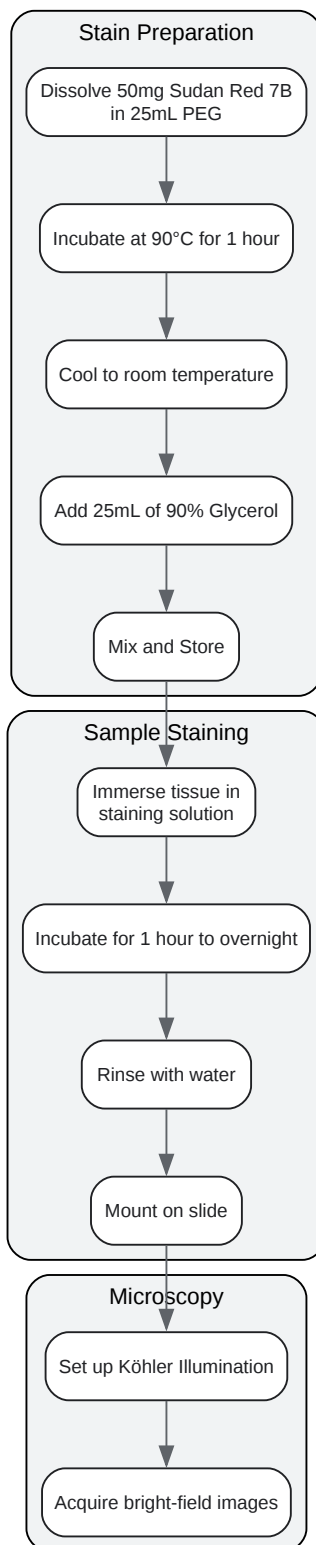 Stain Preparation
Dissolve 50mg Sudan Red 7B
in 25mL PEG
Incubate at 90°C for 1 hour
Cool to room temperature
Add 25mL of 90% Glycerol
Mix and Store
Sample Staining
Immerse tissue in
staining solution
Incubate for 1 hour to overnight
Rinse with water
Mount on slide
Microscopy
Set up Köhler Illumination
Acquire bright-field images